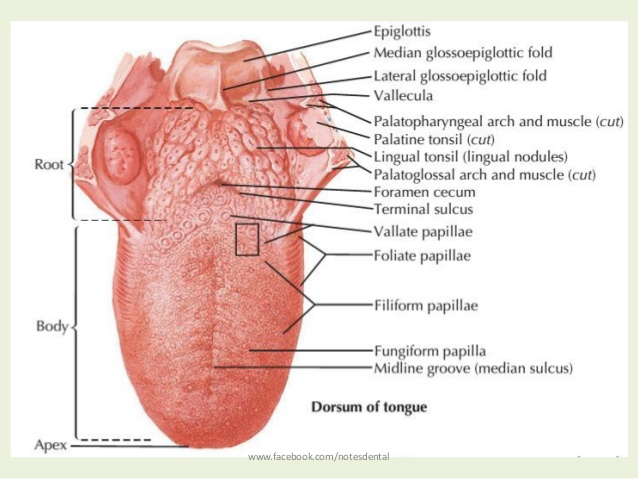 Epiglottis
Median glossoepiglottic fold
Lateral glossoepiglottic fold
Vallecula
Palatopharyngeal arch and muscle (cut)
Palatine tonsil (cut)
Lingual tonsil (lingual nodules)
Palatoglossal arch and muscle (cut)
Foramen cecum
Terminal sulcus
Vallate papillae
Foliate papillae
Filiform papillae
Fungiform papilla
Midline groove (median sulcus)
Root
Body
Apex
Dorsum of tongue
www.facebook.com/notesdental